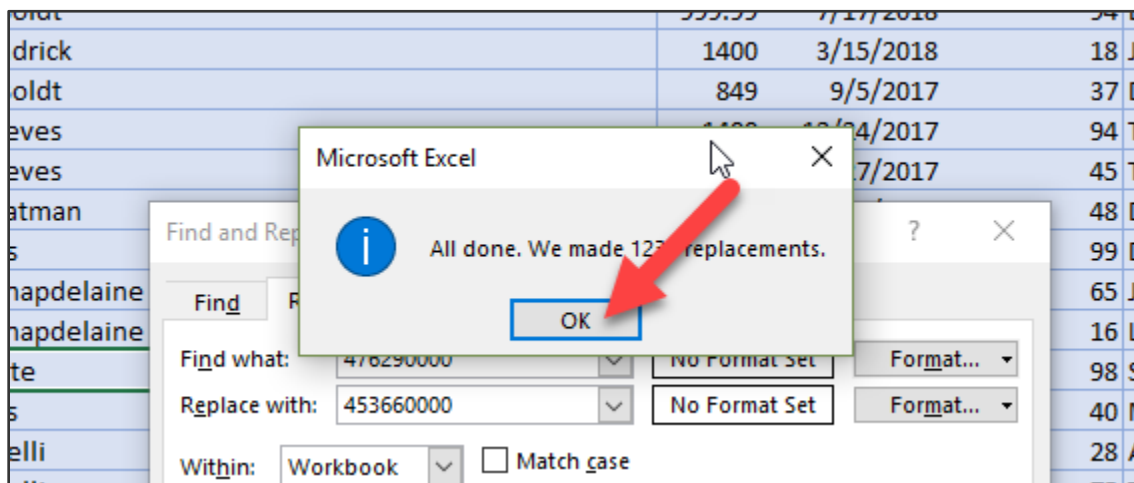 drick 1400 3/15/2018 18
oldt 849 9/5/2017 37
eves 94
eves 45
atman 48
Microsoft Excel
All done. We made replacements.
OK
Find and
99
hapdelaine 65
hapdelaine 16
te 98
s 40
elli 28
Find
Find what: 476290000 No Format Set Format...
Replace with: 453660000 No Format Set Format...
Within: Workbook Match case